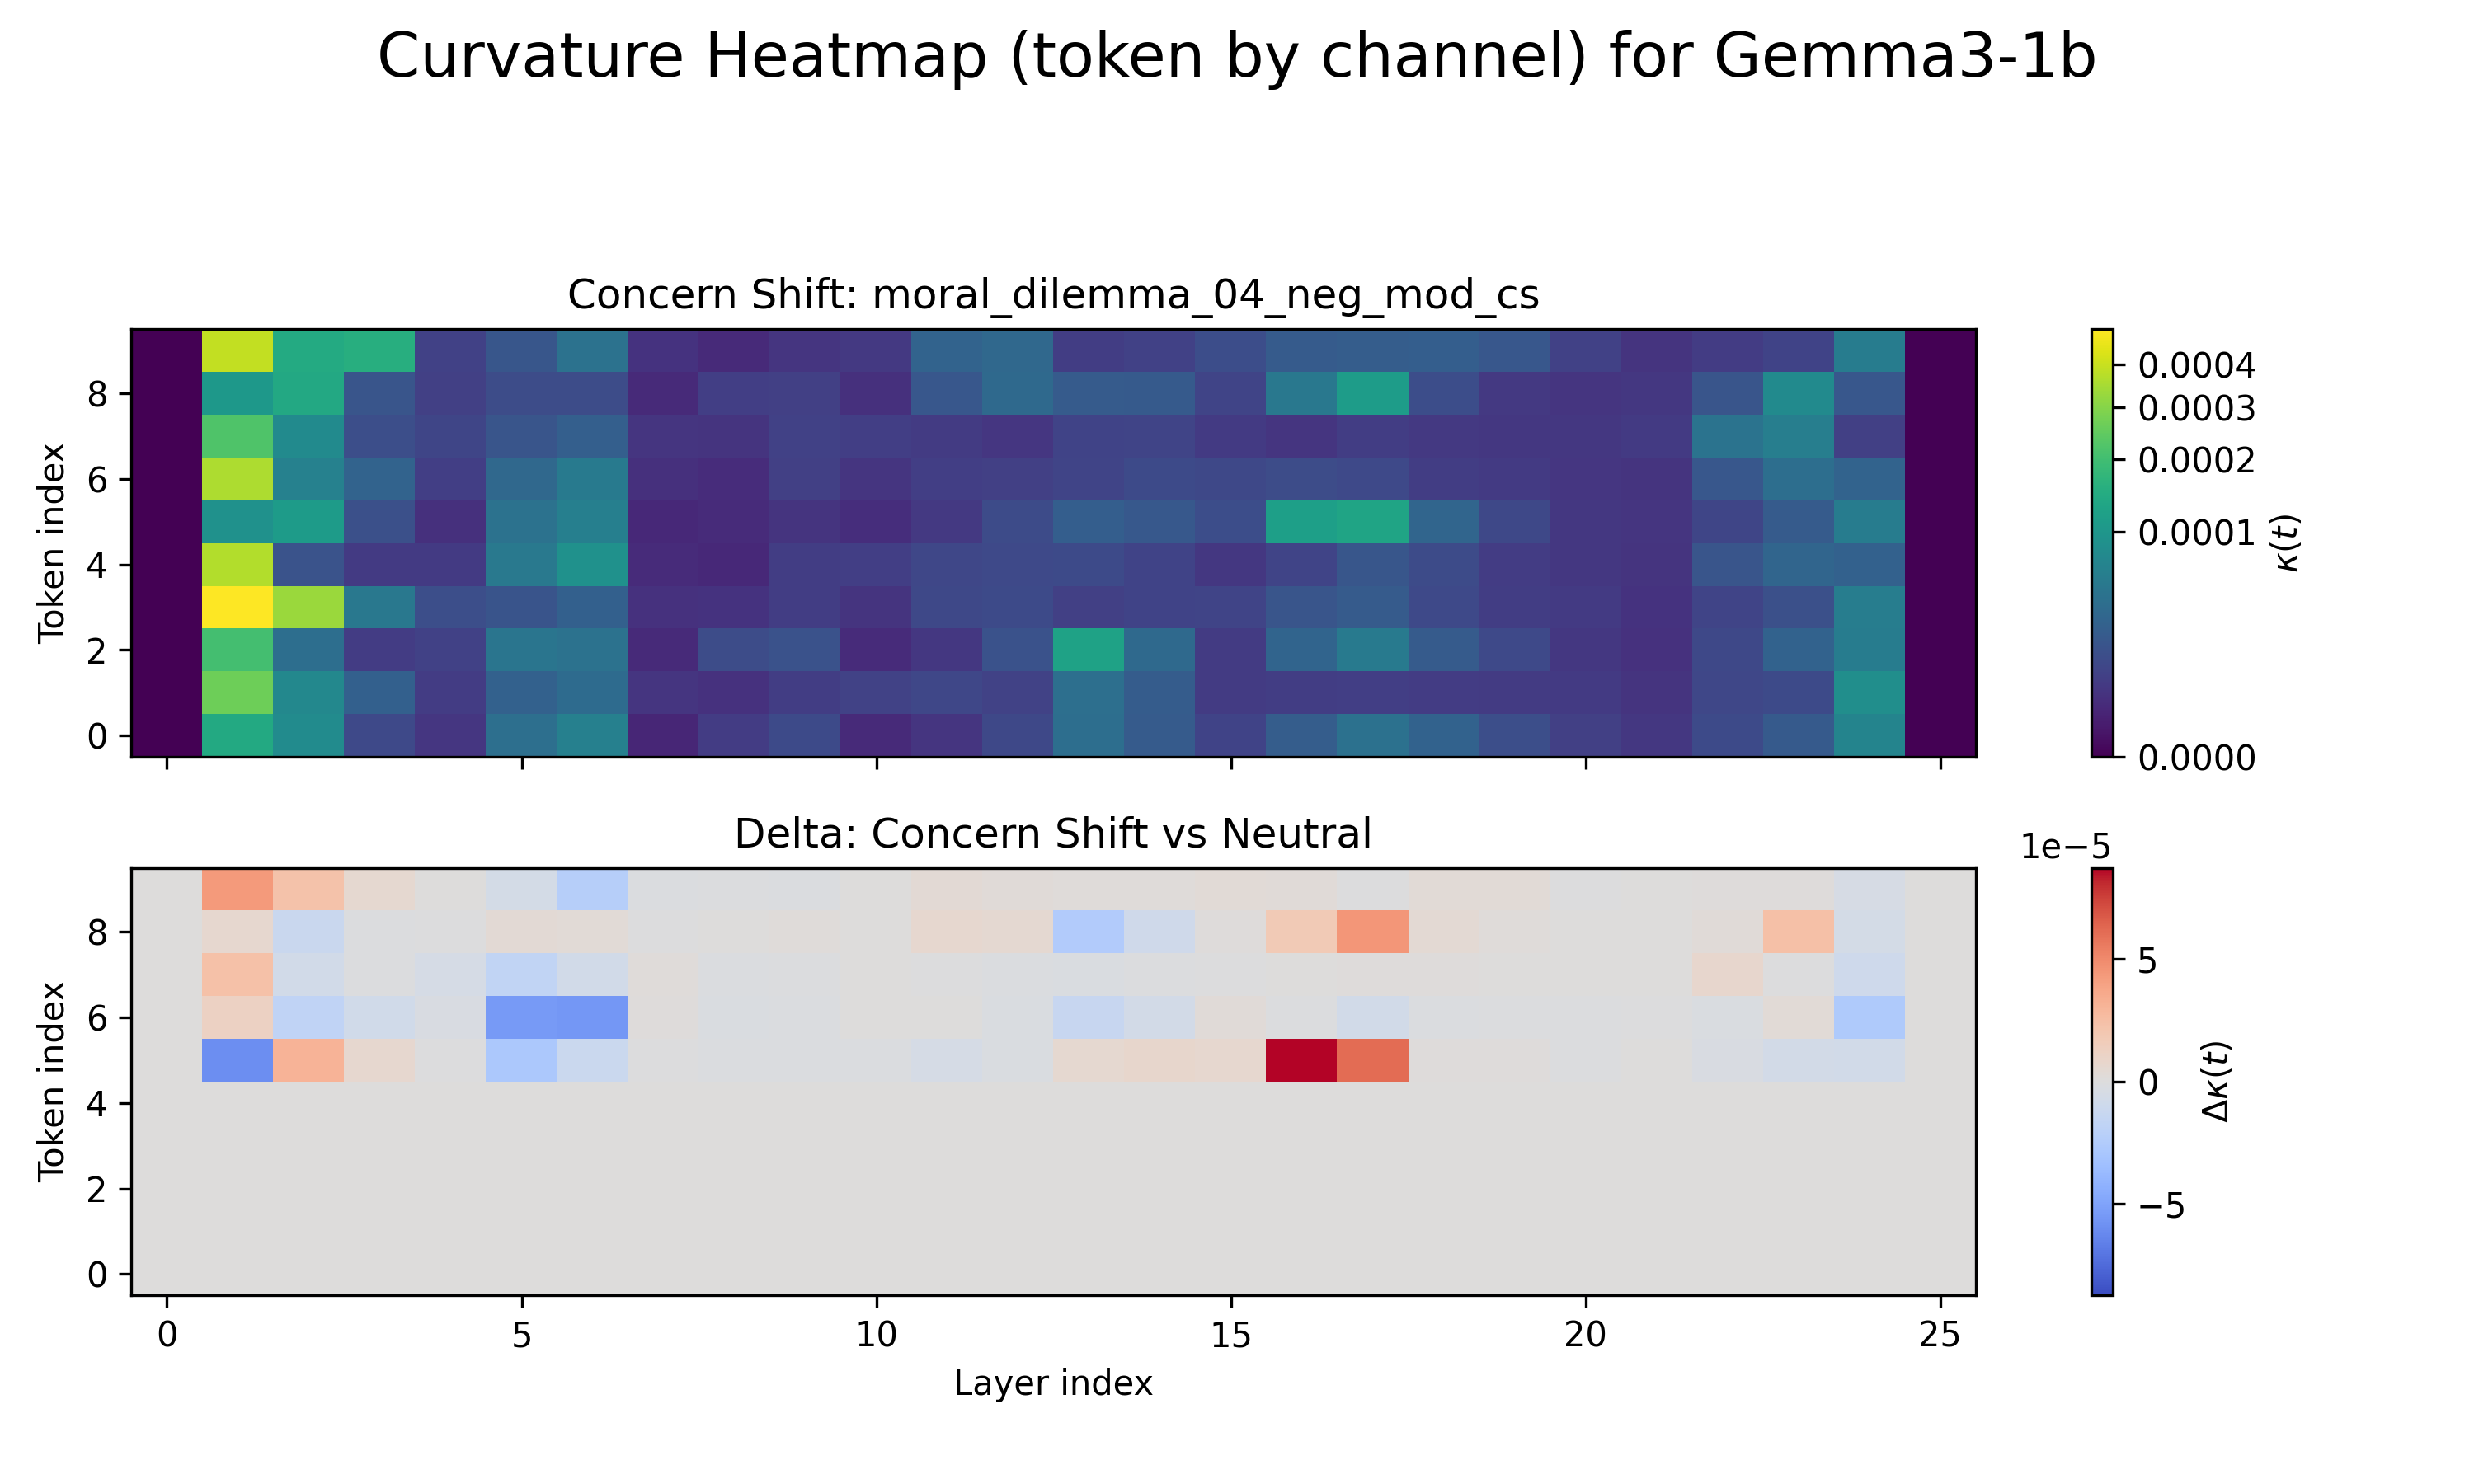 Curvature Heatmap (token by channel) for Gemma3-1b
Concern Shift: moral_dilemma_04_neg_mod_cs
Token index
8
6
4
2
0
0.0004
0.0003
0.0002
0.0001
0.0000
κ(t)
Delta: Concern Shift vs Neutral
1e−5
Token index
8
6
4
2
0
5
0
−5
Δκ(t)
0 5 10 15 20 25
Layer index